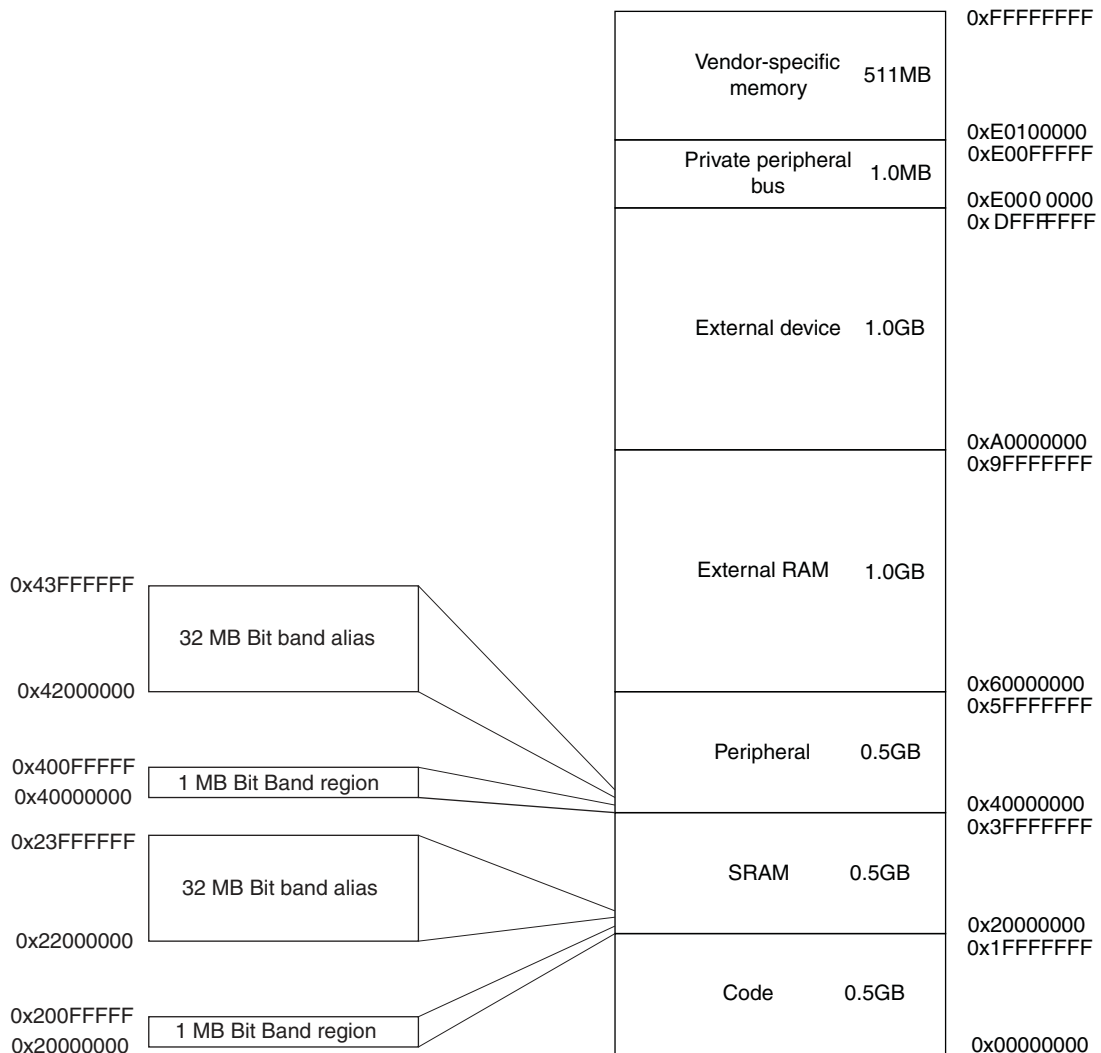 0xFFFFFFFF
Vendor-specific
memory
511MB
0xE0100000
0xE00FFFFF
Private peripheral
bus
1.0MB
0xE000 0000
0x DFFFFFFF
External device
1.0GB
0xA0000000
0x9FFFFFFF
External RAM
1.0GB
0x60000000
0x5FFFFFFF
Peripheral
0.5GB
0x40000000
0x3FFFFFFF
SRAM
0.5GB
0x20000000
0x1FFFFFFF
Code
0.5GB
0x00000000
0x43FFFFFF
32 MB Bit band alias
0x42000000
0x400FFFFF
1 MB Bit Band region
0x40000000
0x23FFFFFF
32 MB Bit band alias
0x22000000
0x200FFFFF
1 MB Bit Band region
0x20000000